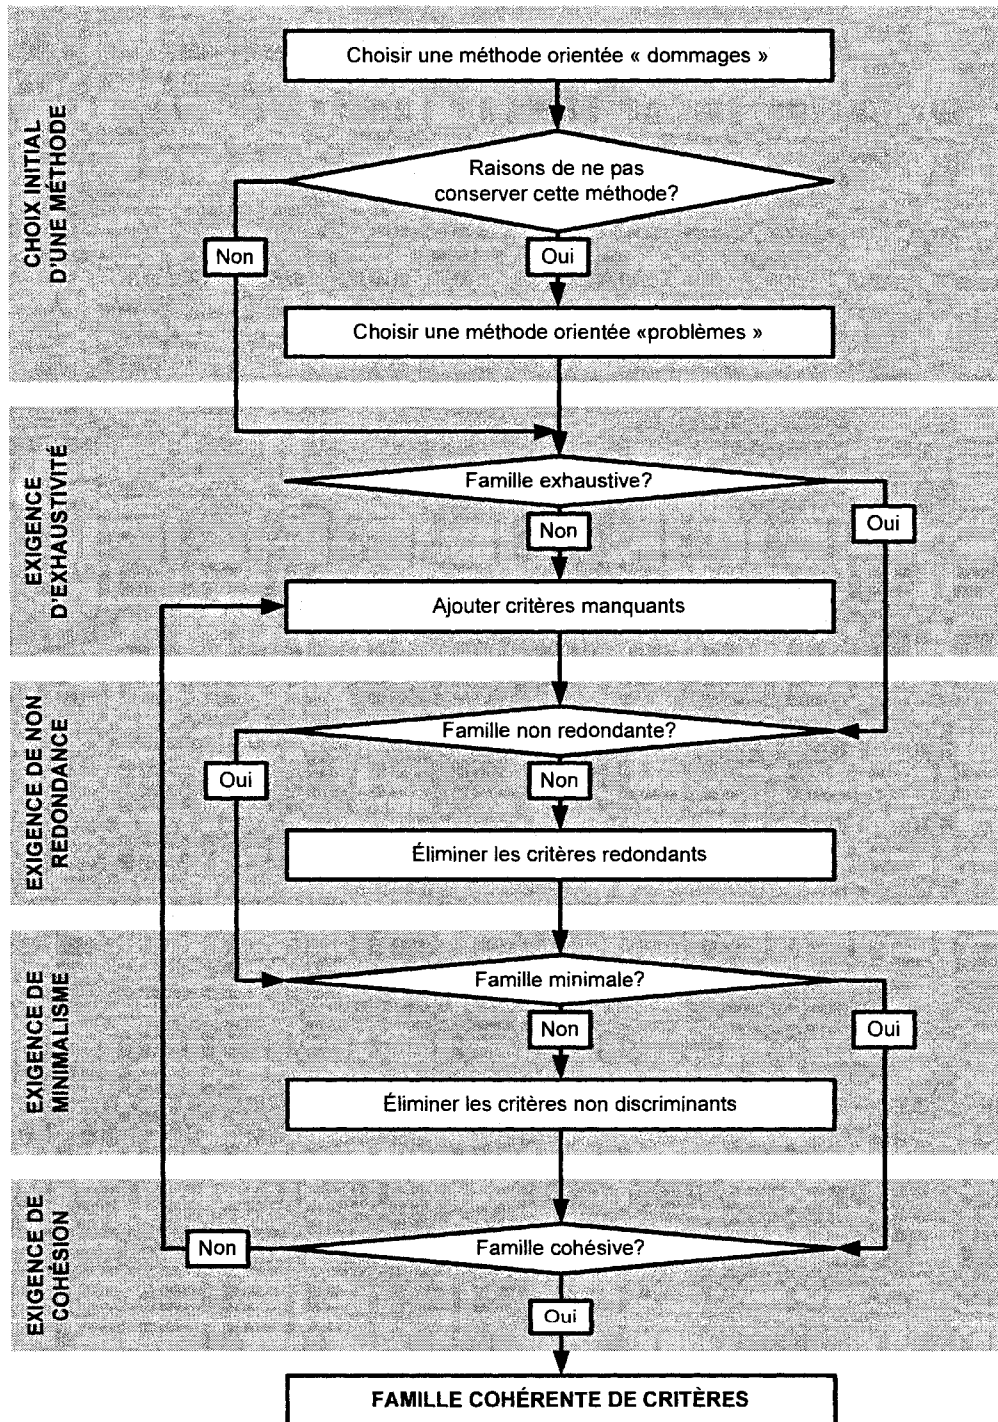 CHOIX INITIAL
D'UNE MÉTHODE
Choisir une méthode orientée « dommages »
Raisons de ne pas
conserver cette méthode?
Non
Oui
Choisir une méthode orientée «problèmes »
EXIGENCE
D'EXHAUSTIVITÉ
Famille exhaustive?
Non
Oui
Ajouter critères manquants
EXIGENCE DE NON
REDONDANCE
Famille non redondante?
Oui
Non
Éliminer les critères redondants
EXIGENCE DE
MINIMALISME
Famille minimale?
Non
Oui
Éliminer les critères non discriminants
EXIGENCE DE
COHÉSION
Famille cohésive?
Non
Oui
FAMILLE COHÉRENTE DE CRITÈRES